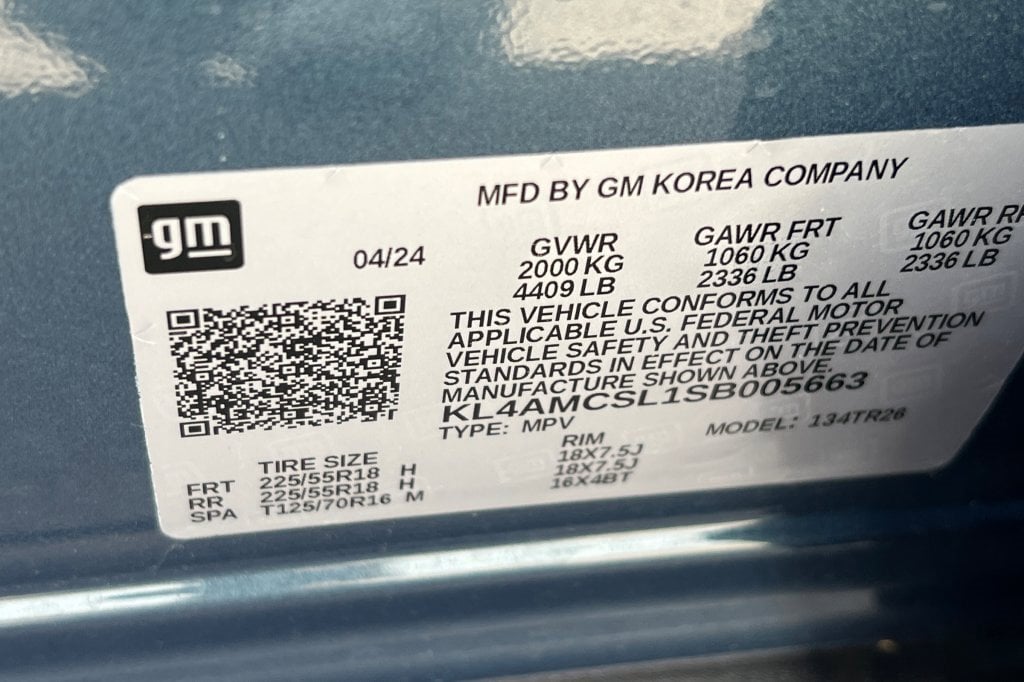 gm
MFD BY GM KOREA COMPANY
04/24
GVWR GAWR FRT GAWR
2000 KG 1060 KG 1060 KG
4409 LB 2336 LB 2336 LB
THIS VEHICLE CONFORMS TO ALL
APPLICABLE U.S. FEDERAL MOTOR
VEHICLE SAFETY AND THEFT PREVENTION
STANDARDS IN EFFECT ON THE DATE OF
MANUFACTURE SHOWN ABOVE.
KL4AMCSL1SB005663
TYPE: MPV MODEL: 134TR26
TIRE SIZE RIM
FRT 225/55R18 H 18X7.5J
RR 225/55R18 H 18X7.5J
SPA T125/70R16 M 16X4BT